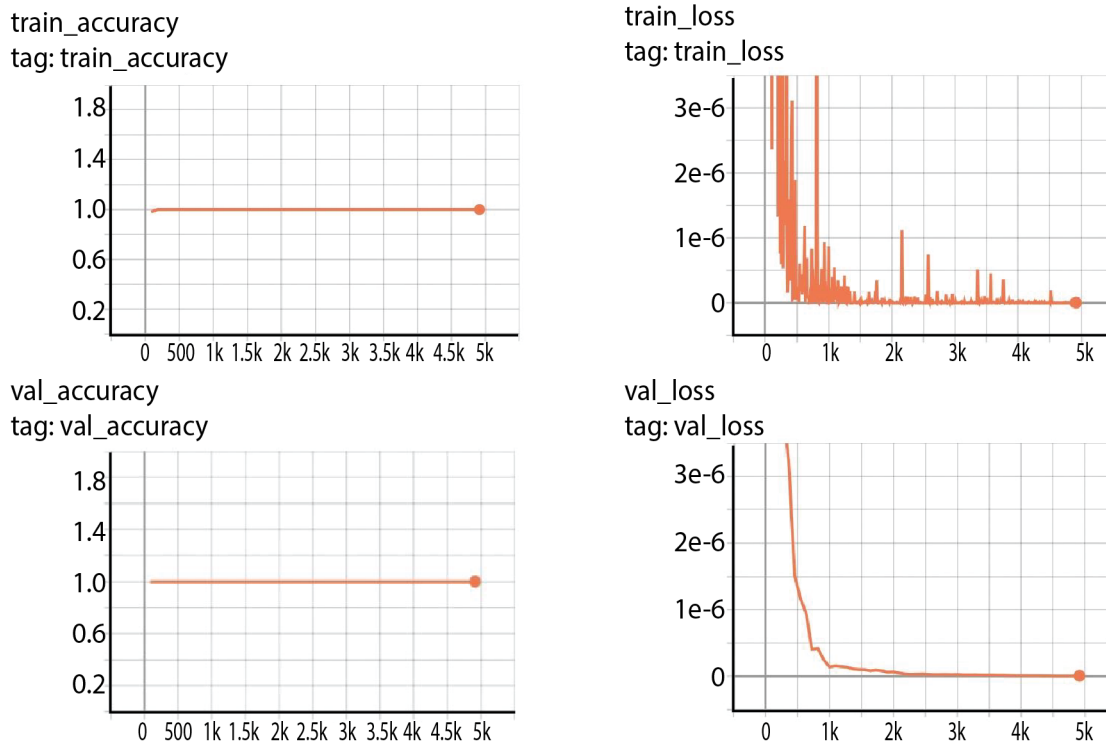 train_accuracy
tag: train_accuracy
1.8
1.4
1.0
0.6
0.2
0 500 1k 1.5k 2k 2.5k 3k 3.5k 4k 4.5k 5k
train_loss
tag: train_loss
3e-6
2e-6
1e-6
0
0 1k 2k 3k 4k 5k
val_accuracy
tag: val_accuracy
1.8
1.4
1.0
0.6
0.2
0 500 1k 1.5k 2k 2.5k 3k 3.5k 4k 4.5k 5k
val_loss
tag: val_loss
3e-6
2e-6
1e-6
0
0 1k 2k 3k 4k 5k